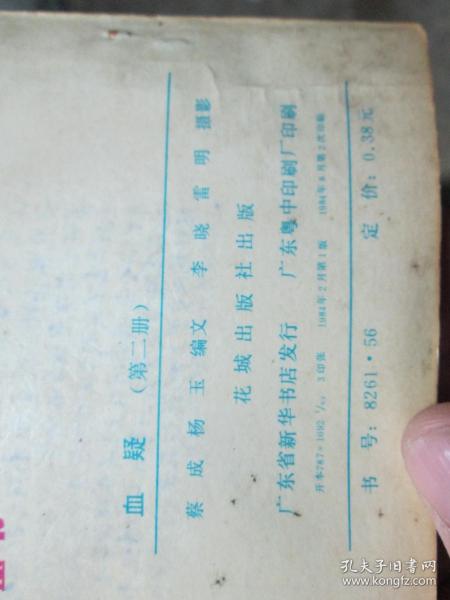 血 疑 （第二册）
蔡成 杨玉 编文 李晓 雷明 摄影
花城出版社出版
广东省新华书店发行 广东粤中印刷厂印刷
开本787×1092 1/64 3印张 1984年2月第1版 1984年8月第2次印刷
书号：8261·56 定价：0.38元
孔夫子旧书网
www.kongfz.com